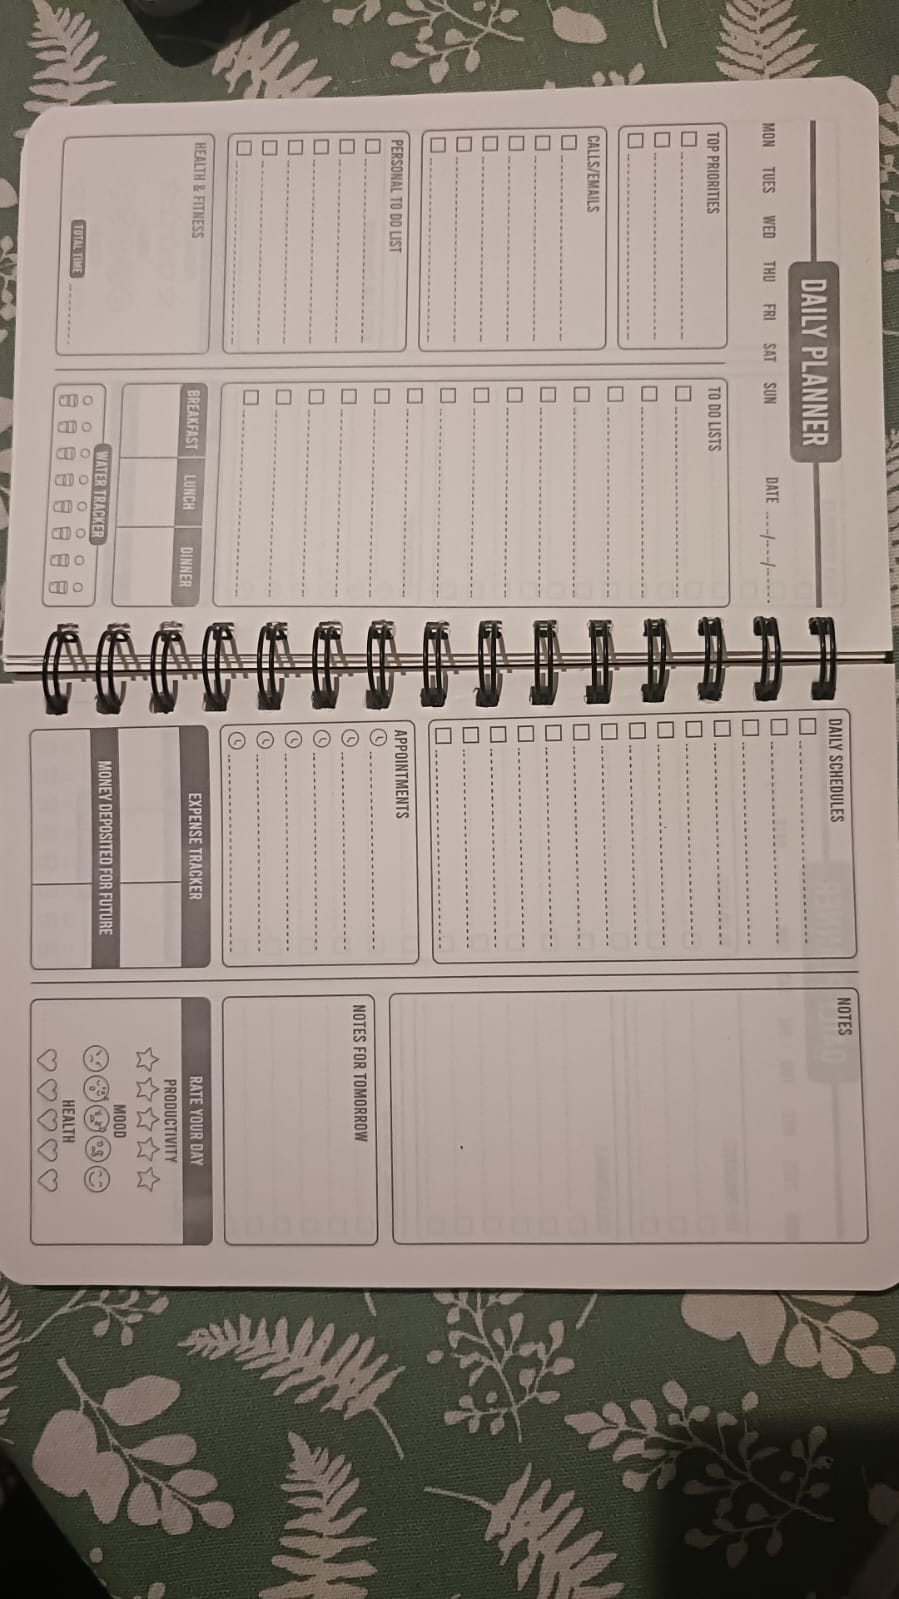 DAILY PLANNER
MON TUES WED THU FRI SAT SUN DATE ----/----/-----
TOP PRIORITIES
CALLS/EMAILS
PERSONAL TO DO LIST
HEALTH & FITNESS
TOTAL TIME
TO DO LISTS
BREAKFAST LUNCH DINNER
WATER TRACKER
DAILY SCHEDULES
APPOINTMENTS
EXPENSE TRACKER
MONEY DEPOSITED FOR FUTURE
NOTES
NOTES FOR TOMORROW
RATE YOUR DAY
PRODUCTIVITY
MOOD
HEALTH